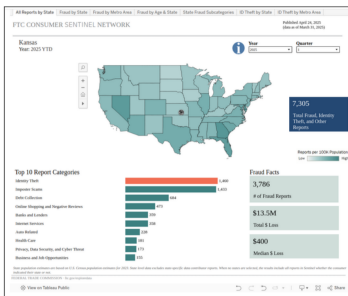 All Reports by State | Fraud by State | Fraud by Metro Area | Fraud by Age & State | State Fraud Subcategories | ID Theft by State | ID Theft by Metro Area
FTC CONSUMER SENTINEL NETWORK
Published April 24, 2025
(data as of March 31, 2025)
Kansas
Year: 2025 YTD
Year
Quarter
7,305
Total Fraud, Identity
Theft, and Other
Reports
Reports per 100K Population
Low
High
Top 10 Report Categories
Identity Theft
Imposter Scams
Debt Collection
Online Shopping and Negative Reviews
Banks and Lenders
Internet Services
Auto Related
Health Care
Privacy, Data Security, and Cyber Threat
Business and Job Opportunities
Fraud Facts
3,786
# of Fraud Reports
$13.5M
Total $ Loss
$400
Median $ Loss
View on Tableau Public
Share